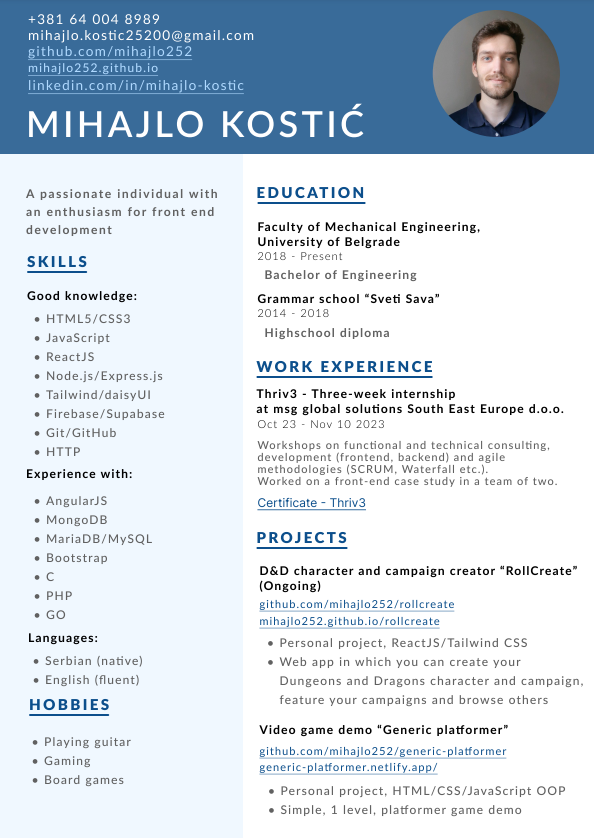 +381 64 004 8989
mihajlo.kostic25200@gmail.com
github.com/mihajlo252
mihajlo252.github.io
linkedin.com/in/mihajlo-kostic
MIHAJLO KOSTIĆ
A passionate individual with
an enthusiasm for front end
development
SKILLS
Good knowledge:
• HTML5/CSS3
• JavaScript
• ReactJS
• Node.js/Express.js
• Tailwind/daisyUI
• Firebase/Supabase
• Git/GitHub
• HTTP
Experience with:
• AngularJS
• MongoDB
• MariaDB/MySQL
• Bootstrap
• C
• PHP
• GO
Languages:
• Serbian (native)
• English (fluent)
HOBBIES
• Playing guitar
• Gaming
• Board games
EDUCATION
Faculty of Mechanical Engineering,
University of Belgrade
2018 - Present
Bachelor of Engineering
Grammar school “Sveti Sava”
2014 - 2018
Highschool diploma
WORK EXPERIENCE
Thriv3 - Three-week internship
at msg global solutions South East Europe d.o.o.
Oct 23 - Nov 10 2023
Workshops on functional and technical consulting,
development (frontend, backend) and agile
methodologies (SCRUM, Waterfall etc.).
Worked on a front-end case study in a team of two.
Certificate - Thriv3
PROJECTS
D&D character and campaign creator “RollCreate”
(Ongoing)
github.com/mihajlo252/rollcreate
mihajlo252.github.io/rollcreate
• Personal project, ReactJS/Tailwind CSS
• Web app in which you can create your
Dungeons and Dragons character and campaign,
feature your campaigns and browse others
Video game demo “Generic platformer”
github.com/mihajlo252/generic-platformer
generic-platformer.netlify.app/
• Personal project, HTML/CSS/JavaScript OOP
• Simple, 1 level, platformer game demo